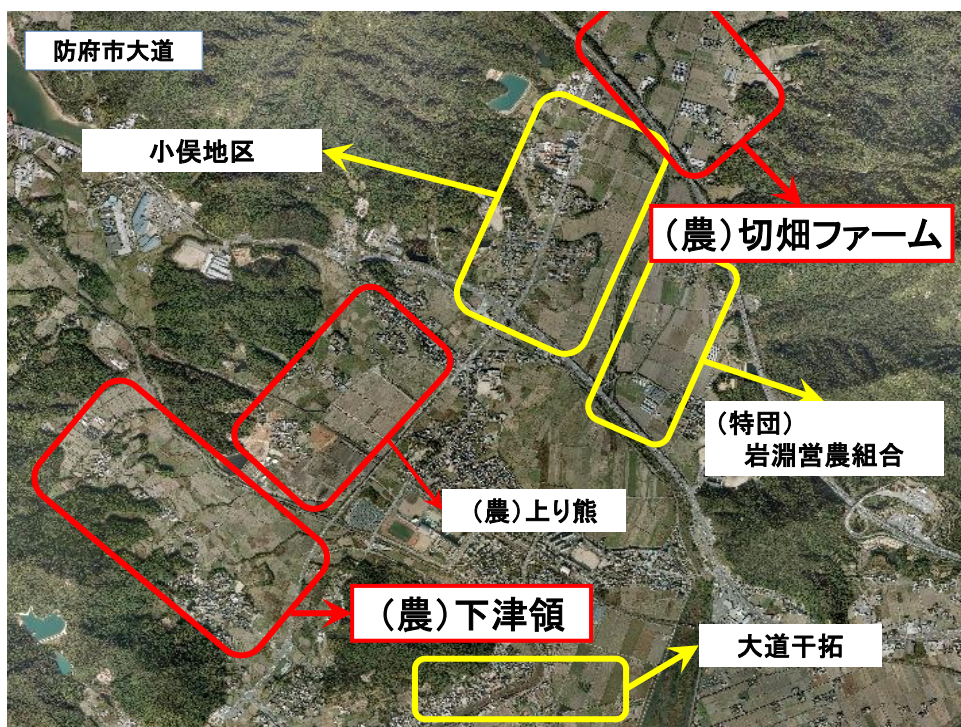 防府市大道
小俣地区
（農）切畑ファーム
（特団）
岩淵営農組合
（農）上り熊
（農）下津領
大道干拓